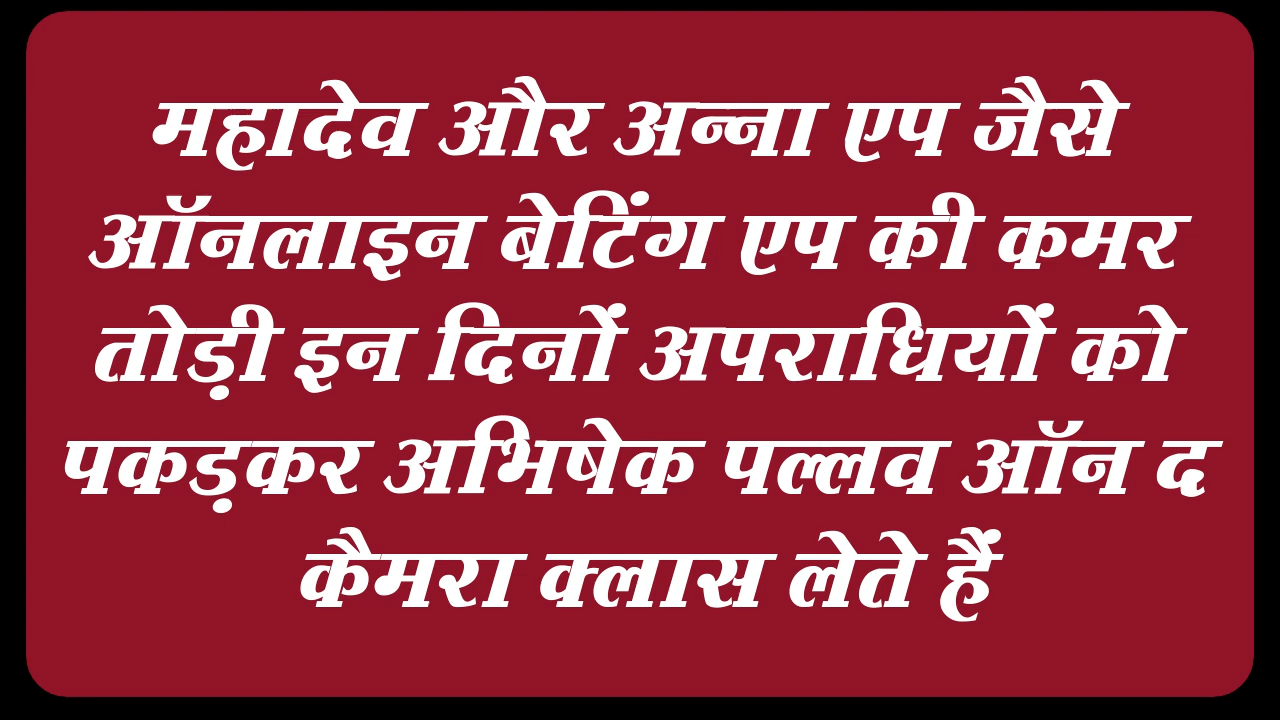 महादेव और अन्ना एप जैसे
ऑनलाइन बेटिंग एप की कमर
तोड़ी इन दिनों अपराधियों को
पकड़कर अभिषेक पल्लव ऑन द
कैमरा क्लास लेते हैं